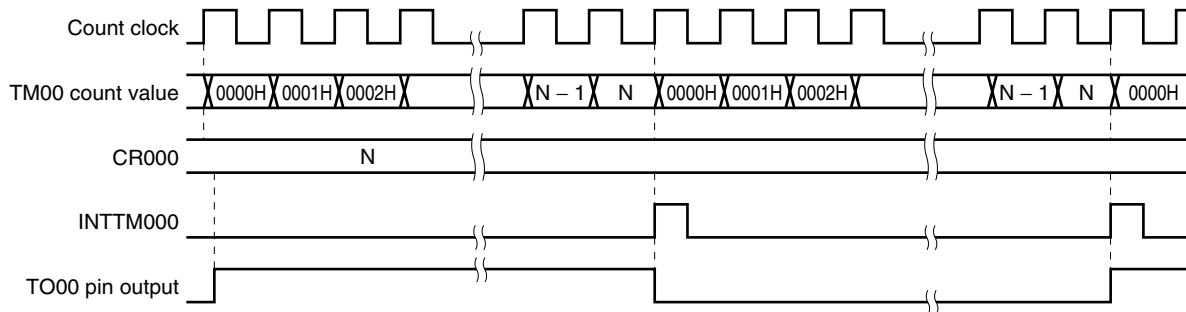 Count clock
TM00 count value 0000H 0001H 0002H N – 1 N 0000H 0001H 0002H N – 1 N 0000H
CR000 N
INTTM000
TO00 pin output